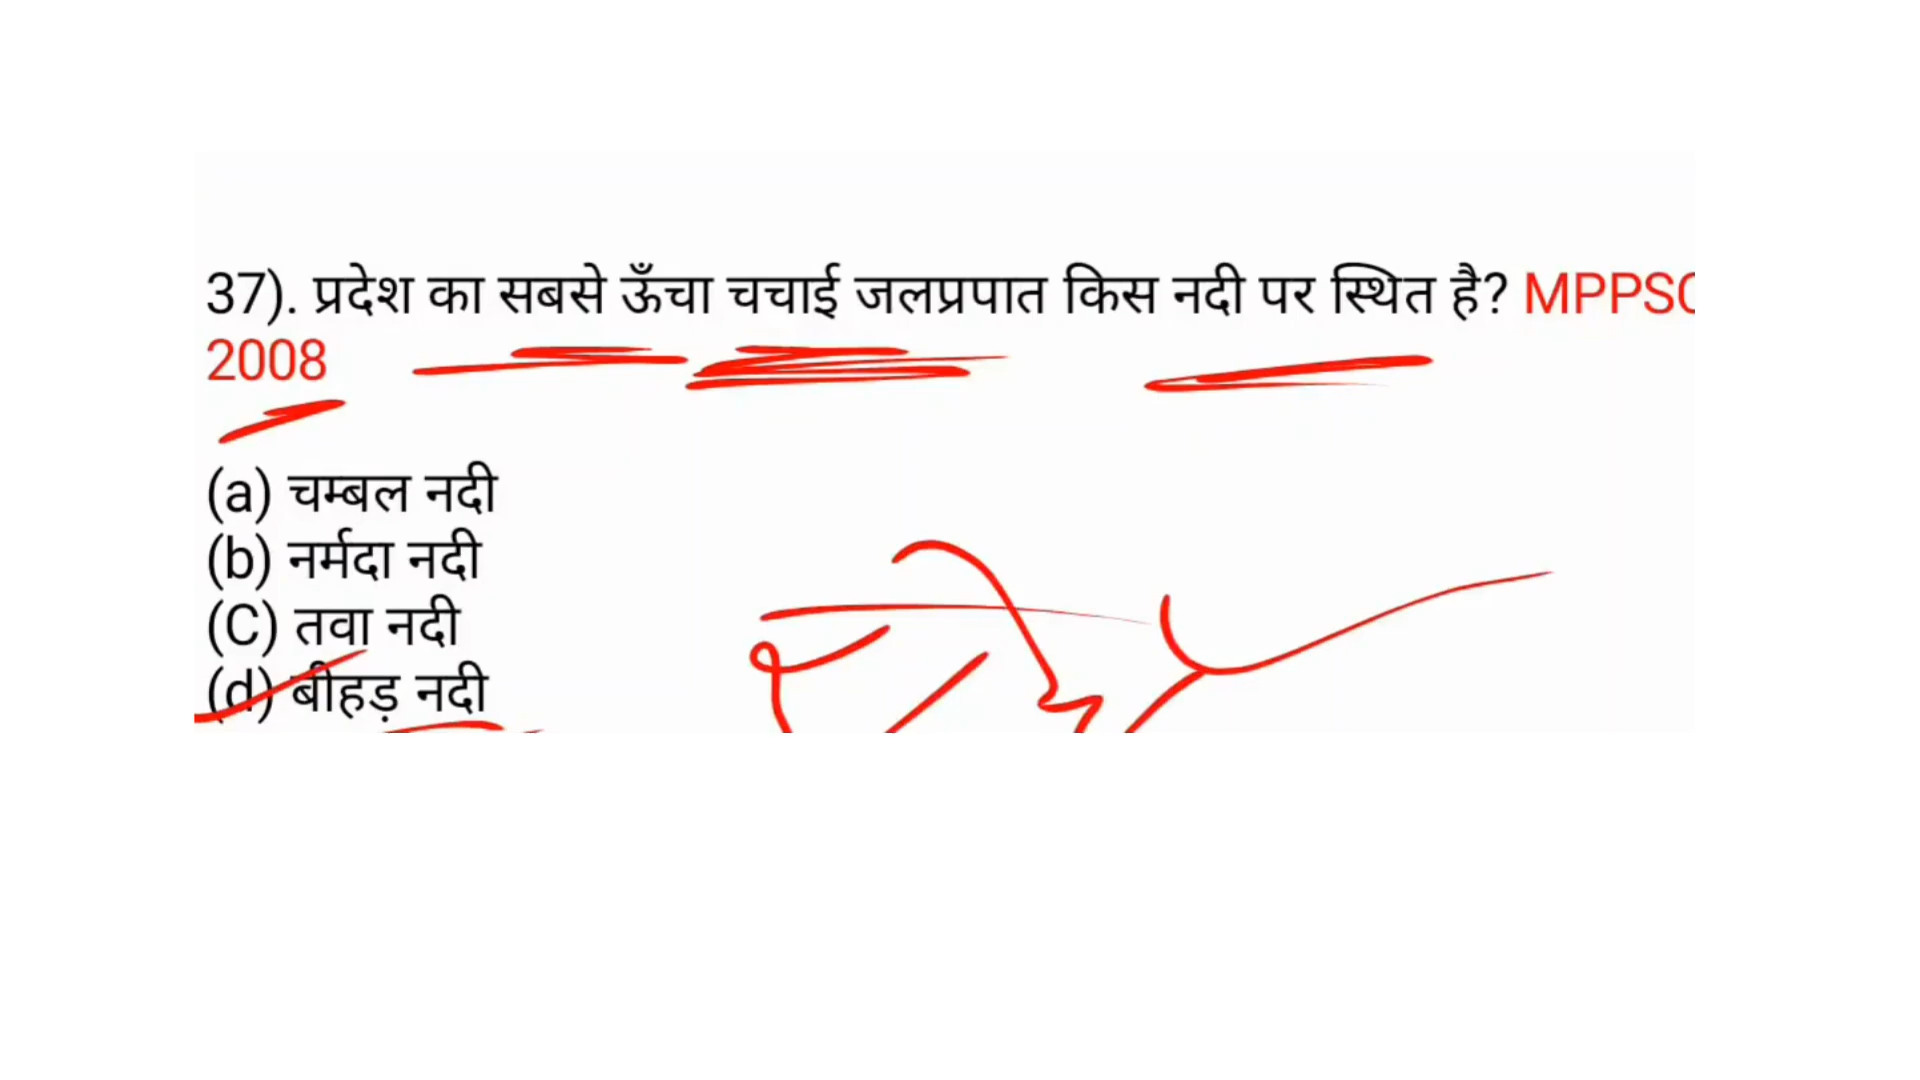 37). प्रदेश का सबसे ऊँचा चचाई जलप्रपात किस नदी पर स्थित है? MPPSC
2008
(a) चम्बल नदी
(b) नर्मदा नदी
(C) तवा नदी
(d) बीहड़ नदी